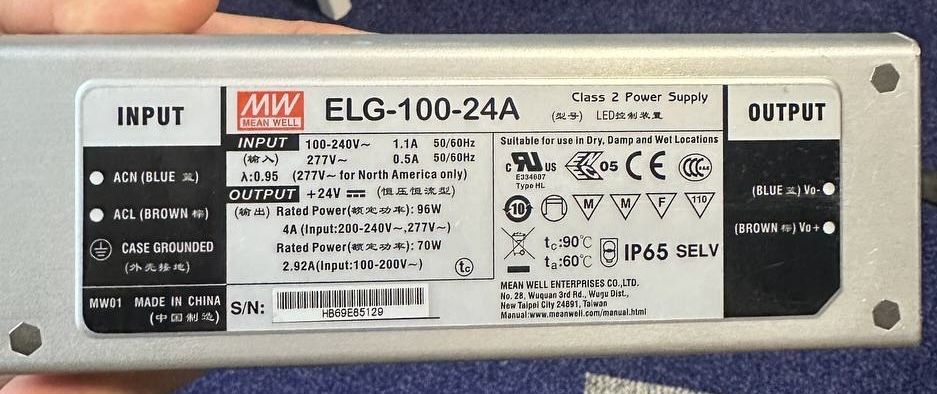 INPUT
ACN (BLUE 蓝)
ACL (BROWN 棕)
CASE GROUNDED
(外壳接地)
MW01 MADE IN CHINA
(中国制造)
MW
MEAN WELL
ELG-100-24A
Class 2 Power Supply
(型号) LED控制装置
INPUT 100-240V~ 1.1A 50/60Hz
(输入) 277V~ 0.5A 50/60Hz
λ:0.95 (277V~ for North America only)
OUTPUT +24V (恒压恒流型)
(输出) Rated Power(额定功率): 96W
4A (Input:200-240V~,277V~)
Rated Power(额定功率): 70W
2.92A(Input:100-200V~)
tc
S/N:
HB69E85129
Suitable for use in Dry, Damp and Wet Locations
c RU US
E334687
Type HL
ENEC 05 CE CCC
10 M M F 110
tc:90℃
ta:60℃
IP65 SELV
MEAN WELL ENTERPRISES CO.,LTD.
No. 28, Wuquan 3rd Rd., Wugu Dist.,
New Taipei City 24891, Taiwan
Manual:www.meanwell.com/manual.html
OUTPUT
(BLUE 蓝) Vo-
(BROWN 棕) Vo+